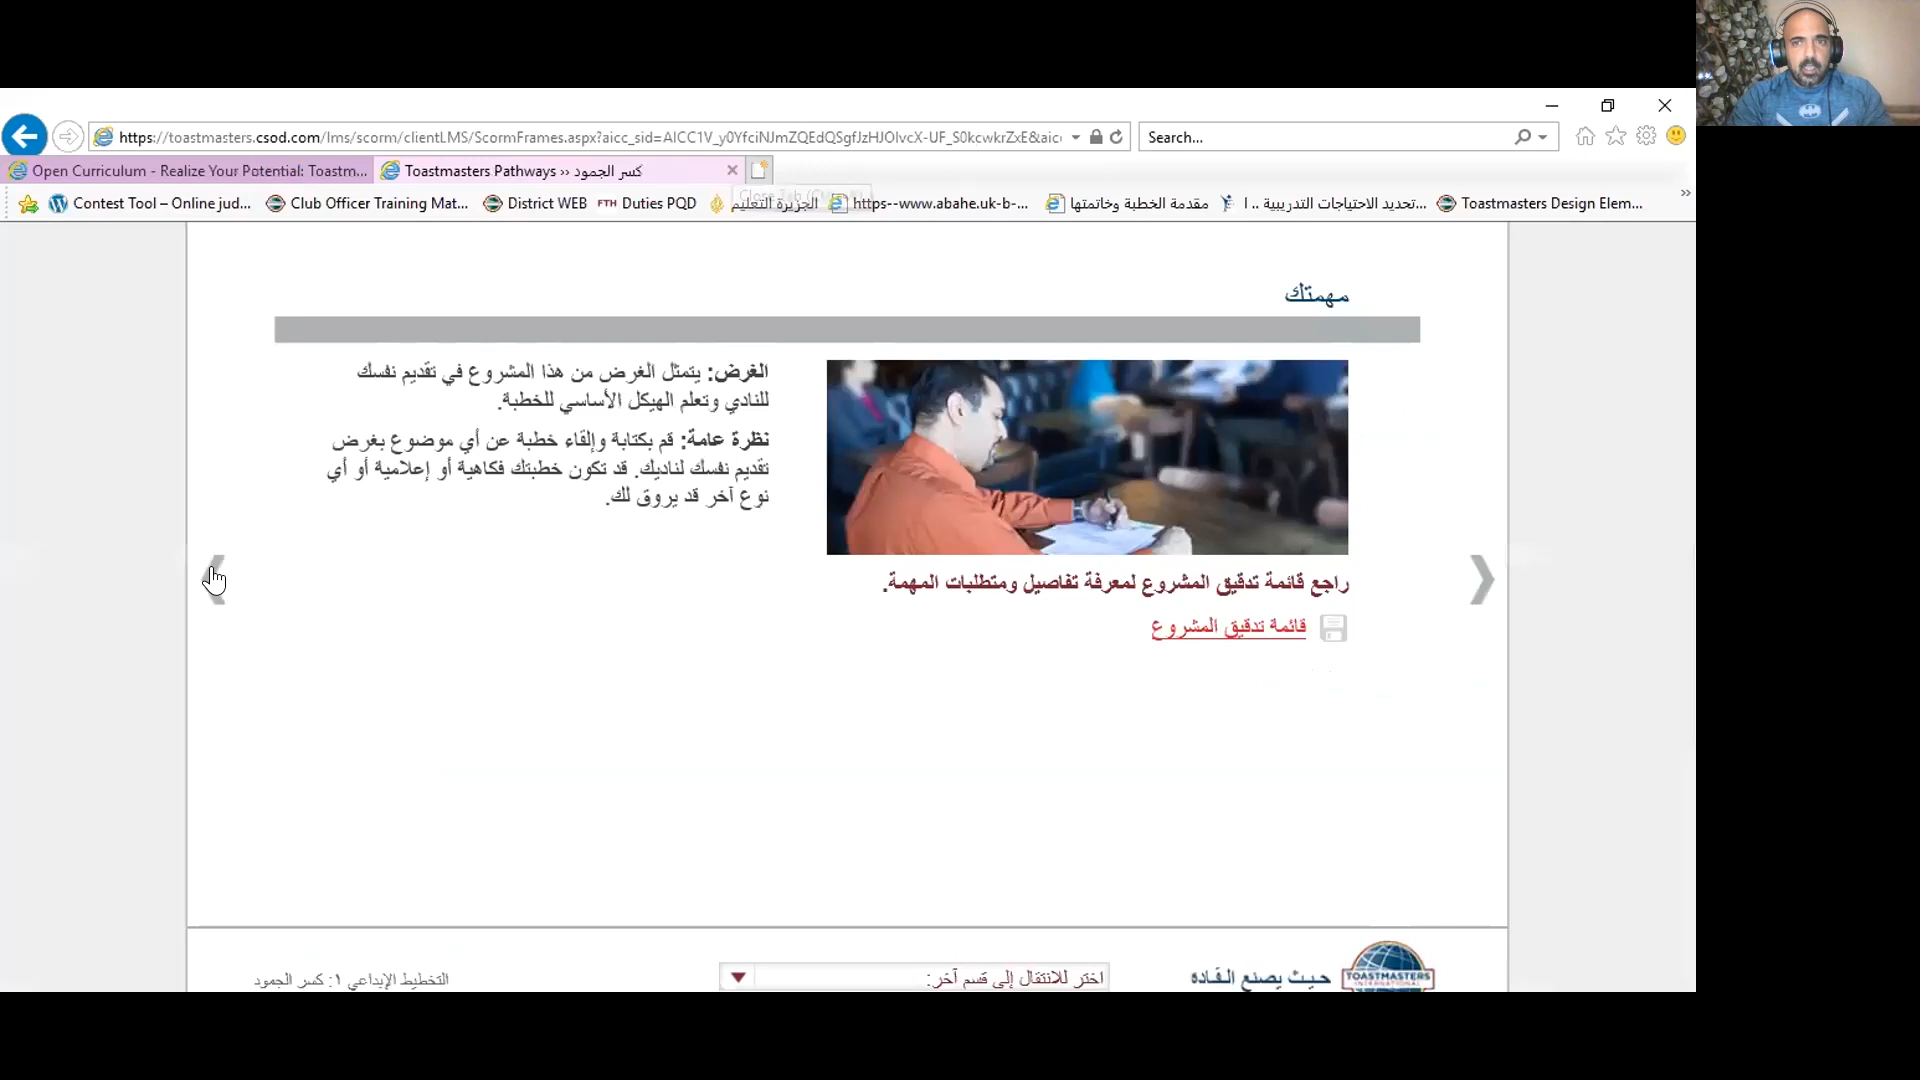 https://toastmasters.csod.com/lms/scorm/clientLMS/ScormFrames.aspx?aicc_sid=AICC1V_y0YfciNJmZQEdQSgfJzHJOlvcX-UF_S0kcwkrZxE&aico
Search...
Open Curriculum - Realize Your Potential: Toastm...
Toastmasters Pathways ›› كسر الجمود
Contest Tool – Online jud...
Club Officer Training Mat...
District WEB
FTH Duties PQD
الجزيرة التعليم
https--www.abahe.uk-b-...
مقدمة الخطبة وخاتمتها
تحديد الاحتياجات التدريبية .. ا...
Toastmasters Design Elem...
مهمتك
الغرض: يتمثل الغرض من هذا المشروع في تقديم نفسك
للنادي وتعلم الهيكل الأساسي للخطبة.
نظرة عامة: قم بكتابة وإلقاء خطبة عن أي موضوع بغرض
تقديم نفسك لناديك. قد تكون خطبتك فكاهية أو إعلامية أو أي
نوع آخر قد يروق لك.
راجع قائمة تدقيق المشروع لمعرفة تفاصيل ومتطلبات المهمة.
قائمة تدقيق المشروع
حيث يصنع القادة
TOASTMASTERS
INTERNATIONAL
اختر للانتقال إلى قسم آخر:
التخطيط الإبداعي ١: كسر الجمود